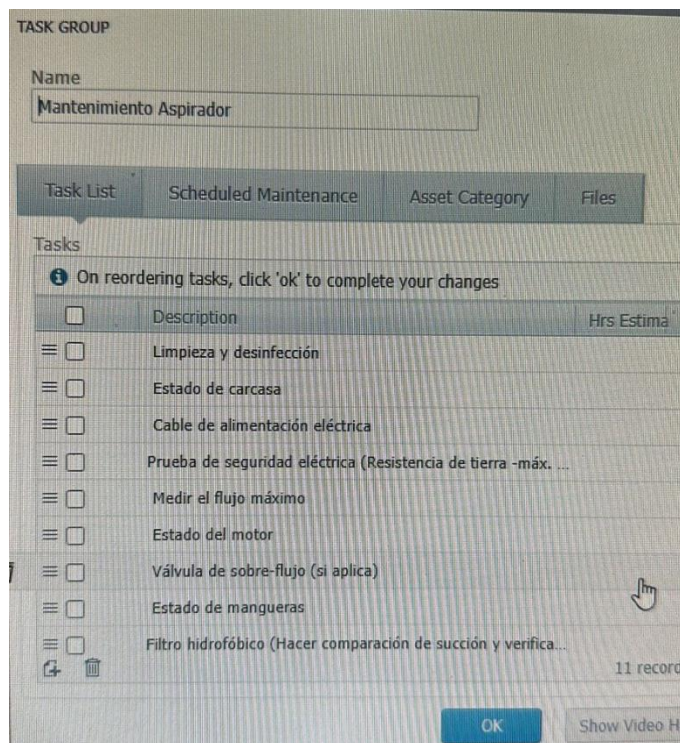 TASK GROUP
Name
Mantenimiento Aspirador
Task List Scheduled Maintenance Asset Category Files
Tasks
On reordering tasks, click 'ok' to complete your changes
Description Hrs Estima
Limpieza y desinfección
Estado de carcasa
Cable de alimentación eléctrica
Prueba de seguridad eléctrica (Resistencia de tierra -máx. ...
Medir el flujo máximo
Estado del motor
Válvula de sobre-flujo (si aplica)
Estado de mangueras
Filtro hidrofóbico (Hacer comparación de succión y verifica...
11 record
OK Show Video H